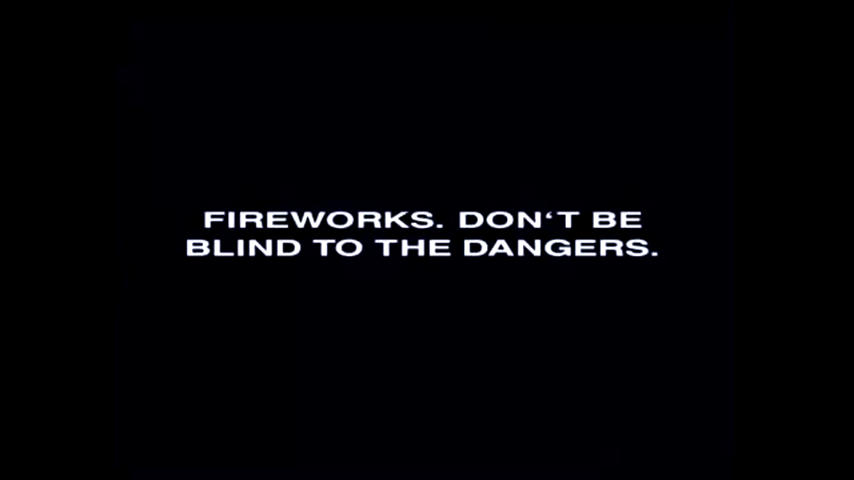 FIREWORKS. DON‘T BE
BLIND TO THE DANGERS.